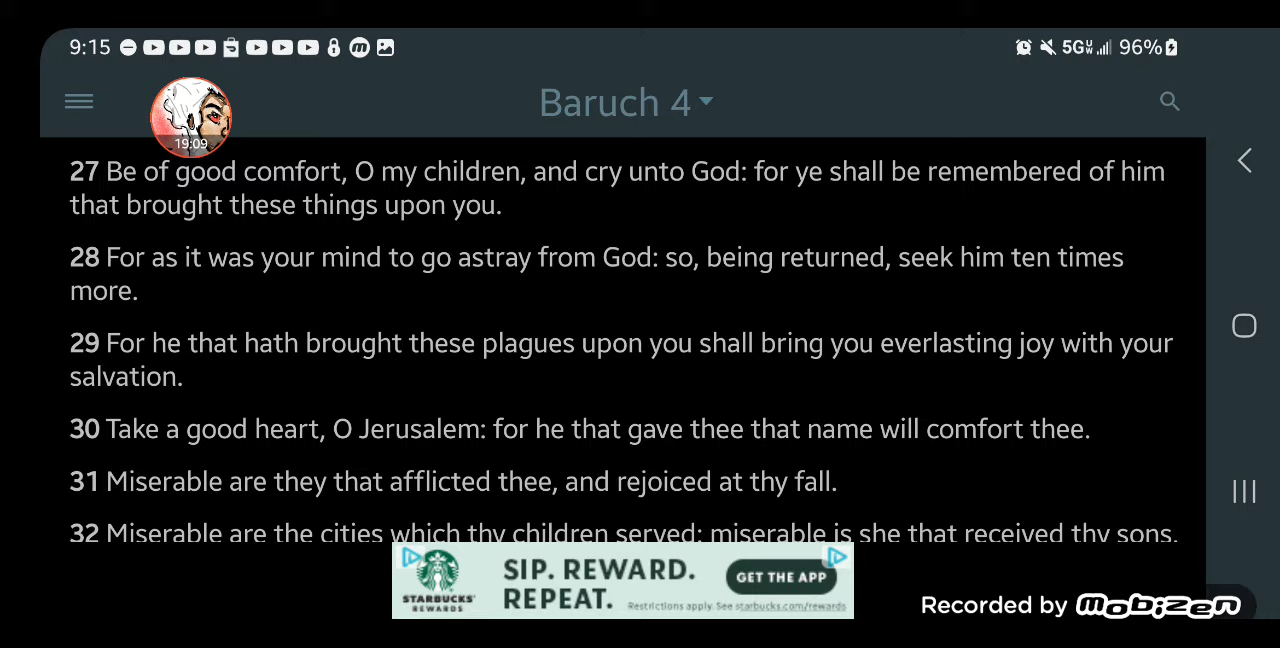 9:15 5G 96%
19:09
Baruch 4
27 Be of good comfort, O my children, and cry unto God: for ye shall be remembered of him
that brought these things upon you.
28 For as it was your mind to go astray from God: so, being returned, seek him ten times
more.
29 For he that hath brought these plagues upon you shall bring you everlasting joy with your
salvation.
30 Take a good heart, O Jerusalem: for he that gave thee that name will comfort thee.
31 Miserable are they that afflicted thee, and rejoiced at thy fall.
32 Miserable are the cities which thy children served: miserable is she that received thy sons.
STARBUCKS®
REWARDS
SIP. REWARD.
REPEAT.
GET THE APP
Restrictions apply. See starbucks.com/rewards
Recorded by mobizen